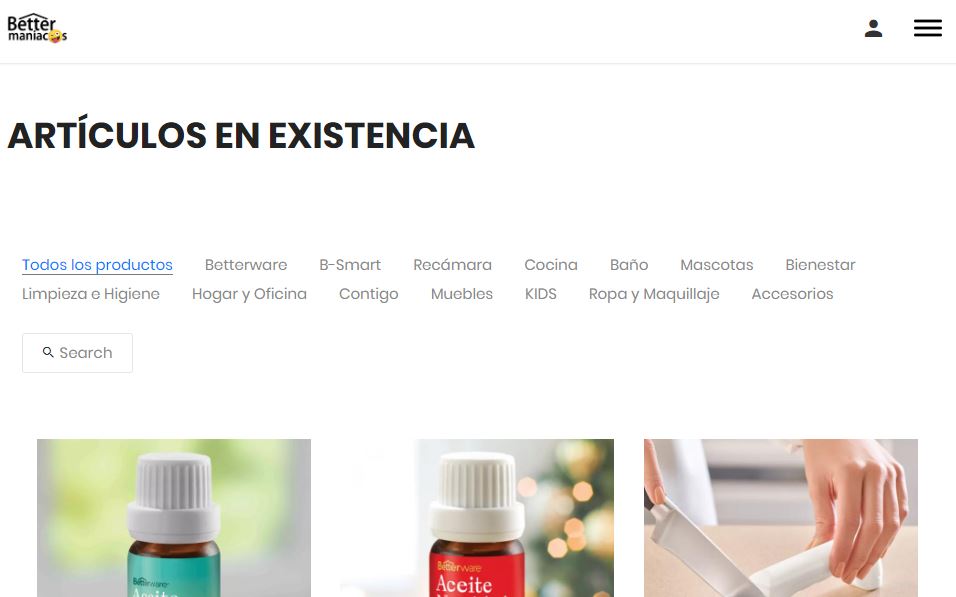 Better
maniacos
ARTÍCULOS EN EXISTENCIA
Todos los productos Betterware B-Smart Recámara Cocina Baño Mascotas Bienestar
Limpieza e Higiene Hogar y Oficina Contigo Muebles KIDS Ropa y Maquillaje Accesorios
Search
Betterware Betterware
Aceite Aceite